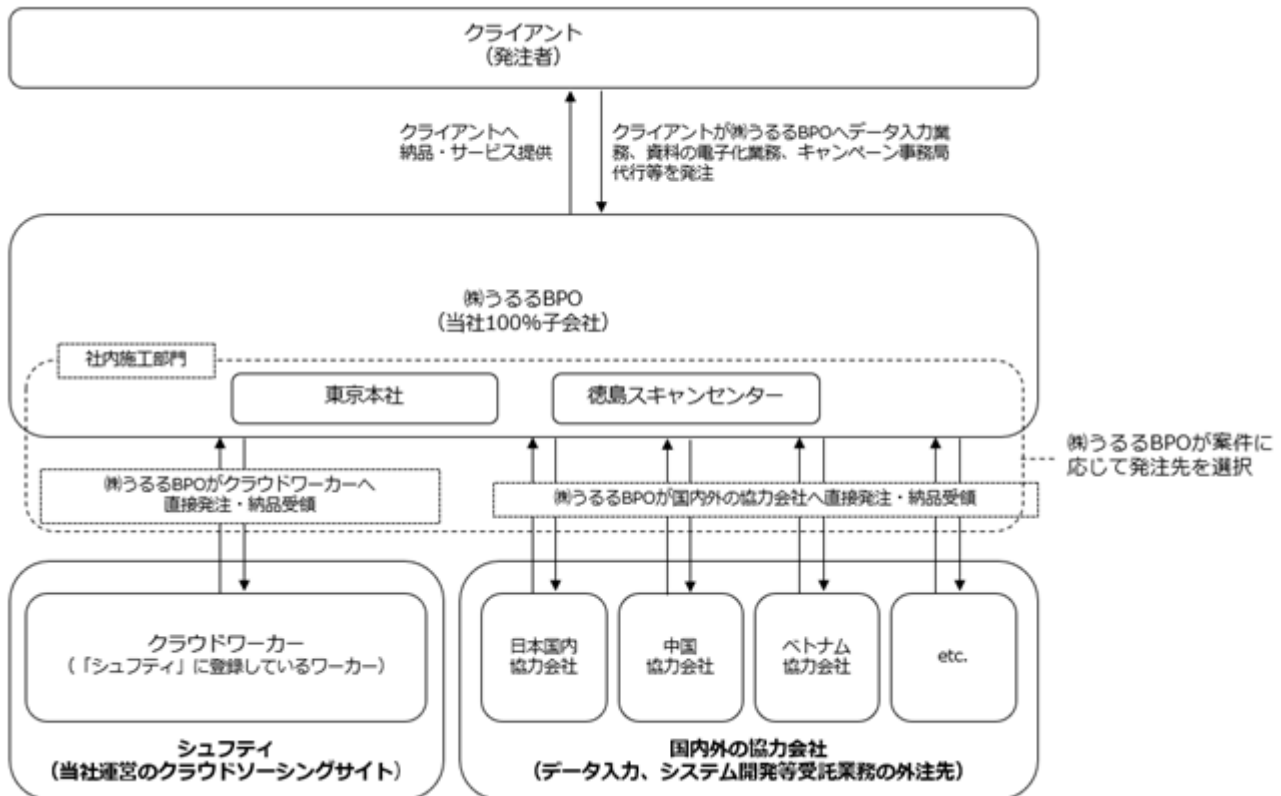 クライアント
（発注者）
クライアントへ
納品・サービス提供
クライアントが㈱うるるBPOへデータ入力業
務、資料の電子化業務、キャンペーン事務局
代行等を発注
㈱うるるBPO
（当社100%子会社）
社内施工部門
東京本社
徳島スキャンセンター
㈱うるるBPOが案件に
応じて発注先を選択
㈱うるるBPOがクラウドワーカーへ
直接発注・納品受領
㈱うるるBPOが国内外の協力会社へ直接発注・納品受領
クラウドワーカー
（「シュフティ」に登録しているワーカー）
日本国内
協力会社
中国
協力会社
ベトナム
協力会社
etc.
シュフティ
（当社運営のクラウドソーシングサイト）
国内外の協力会社
（データ入力、システム開発等受託業務の外注先）